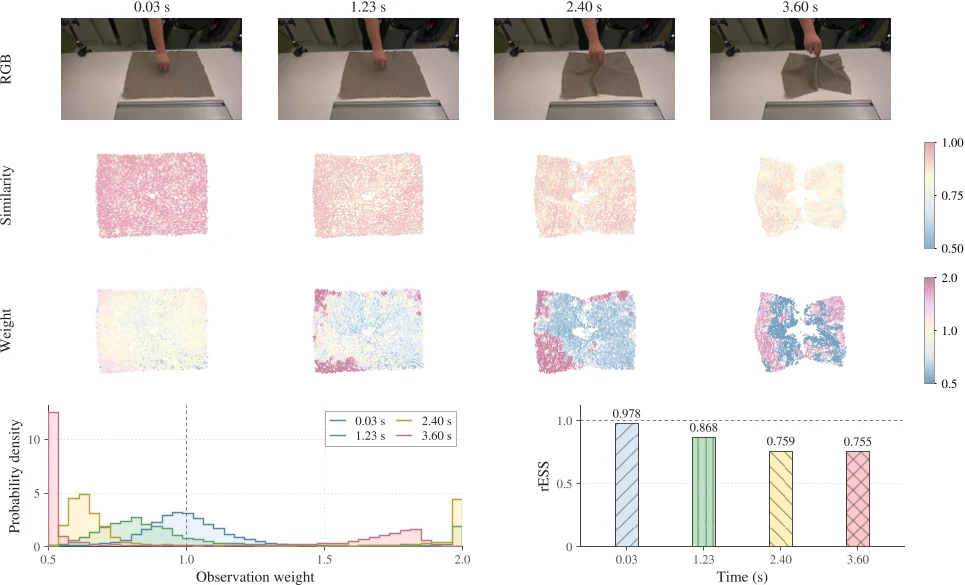 0.03 s 1.23 s 2.40 s 3.60 s
RGB
Similarity
1.00
0.75
0.50
Weight
2.0
1.0
0.5
Probability density
10
5
0
0.5 1.0 1.5 2.0
Observation weight
0.03 s 2.40 s
1.23 s 3.60 s
rESS
1.0
0.5
0
0.978
0.868
0.759
0.755
0.03 1.23 2.40 3.60
Time (s)